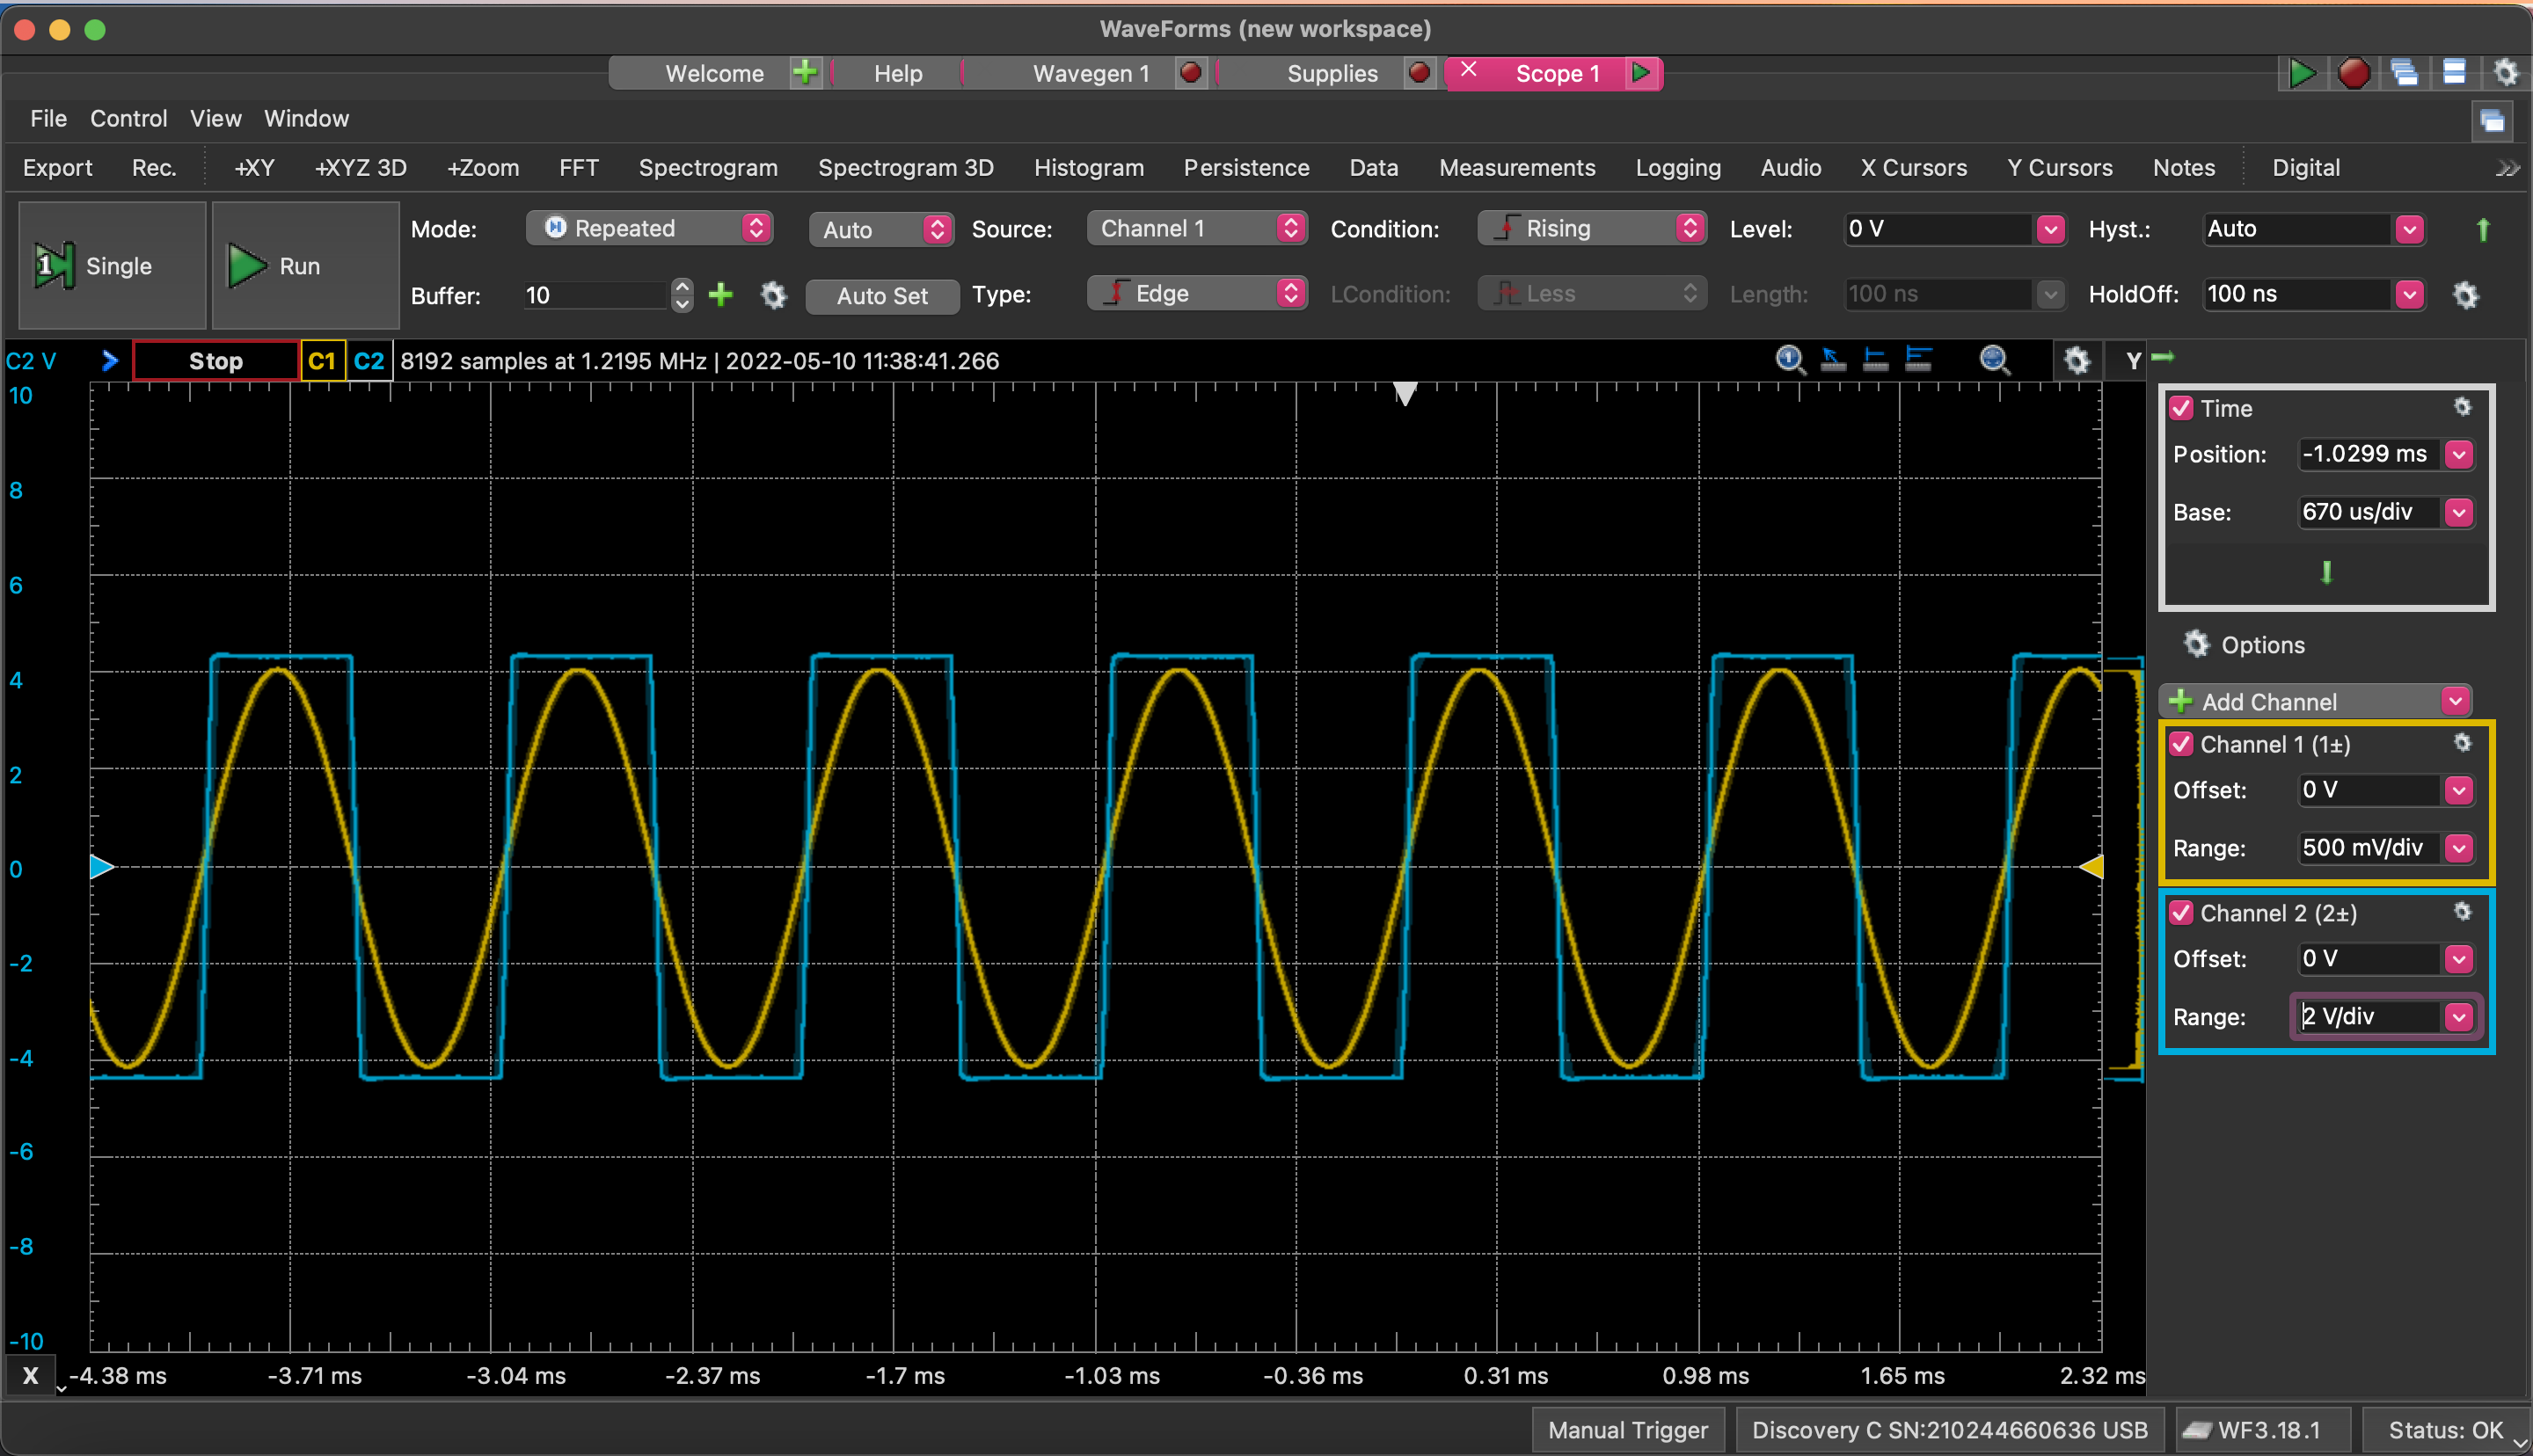 WaveForms (new workspace)
Welcome Help Wavegen 1 Supplies Scope 1
File Control View Window
Export Rec. +XY +XYZ 3D +Zoom FFT Spectrogram Spectrogram 3D Histogram Persistence Data Measurements Logging Audio X Cursors Y Cursors Notes Digital
1 Single Run Mode: Repeated Auto Source: Channel 1 Condition: Rising Level: 0 V Hyst.: Auto
Buffer: 10 Auto Set Type: Edge LCondition: Less Length: 100 ns HoldOff: 100 ns
C2 V Stop C1 C2 8192 samples at 1.2195 MHz | 2022-05-10 11:38:41.266 Y
10
8
6
4
2
0
-2
-4
-6
-8
-10
Time
Position: -1.0299 ms
Base: 670 us/div
Options
Add Channel
Channel 1 (1±)
Offset: 0 V
Range: 500 mV/div
Channel 2 (2±)
Offset: 0 V
Range: 2 V/div
X -4.38 ms -3.71 ms -3.04 ms -2.37 ms -1.7 ms -1.03 ms -0.36 ms 0.31 ms 0.98 ms 1.65 ms 2.32 ms
Manual Trigger Discovery C SN:210244660636 USB WF3.18.1 Status: OK